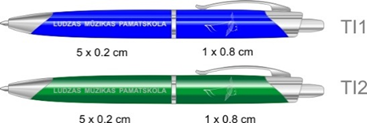 LUDZAS MŪZIKAS PAMATSKOLA
TI1
5 x 0.2 cm 1 x 0.8 cm
LUDZAS MŪZIKAS PAMATSKOLA
TI2
5 x 0.2 cm 1 x 0.8 cm